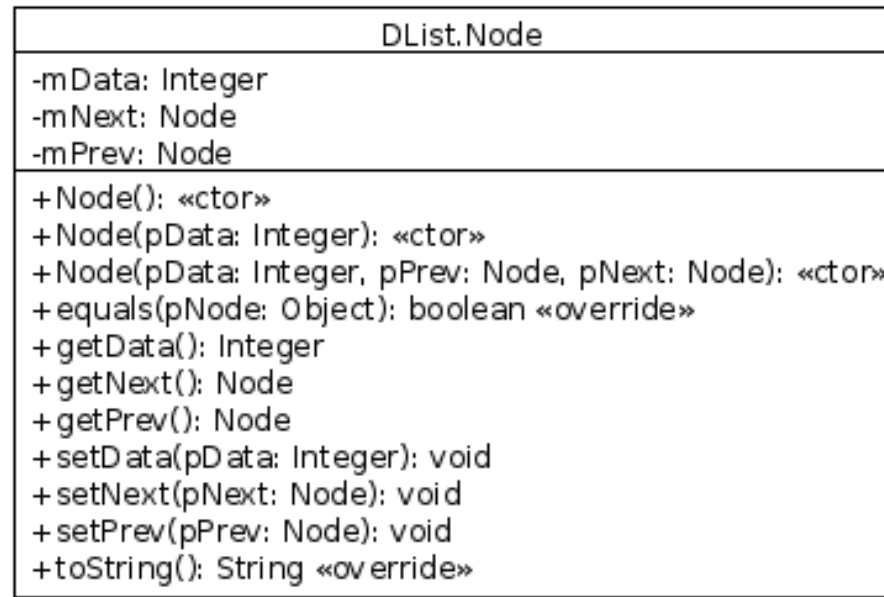 DList.Node
-mData: Integer
-mNext: Node
-mPrev: Node
+Node(): «ctor»
+Node(pData: Integer): «ctor»
+Node(pData: Integer, pPrev: Node, pNext: Node): «ctor»
+equals(pNode: Object): boolean «override»
+getData(): Integer
+getNext(): Node
+getPrev(): Node
+setData(pData: Integer): void
+setNext(pNext: Node): void
+setPrev(pPrev: Node): void
+toString(): String «override»